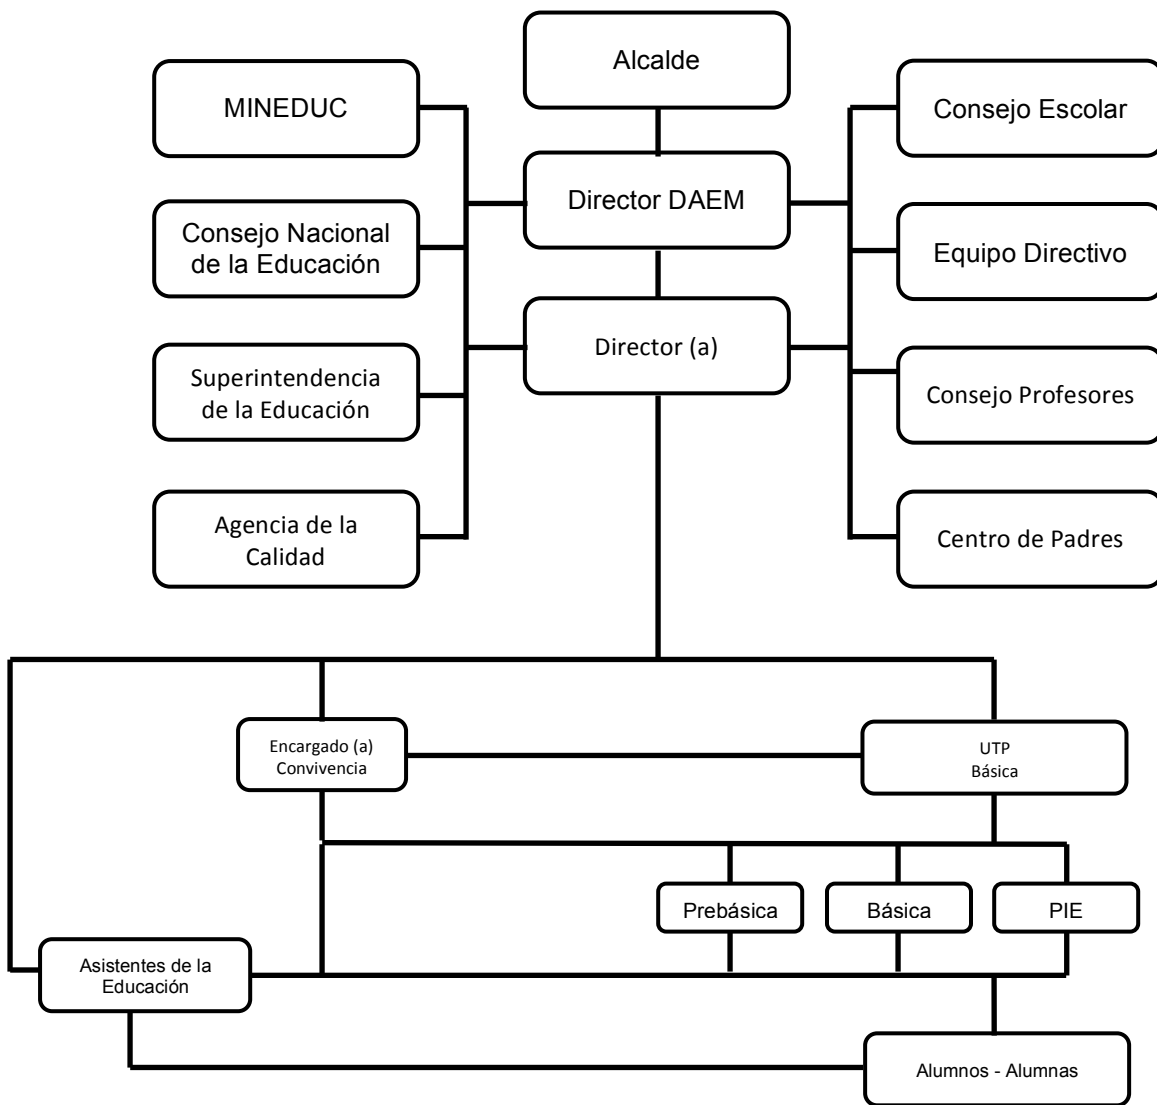 Alcalde
MINEDUC
Consejo Escolar
Director DAEM
Consejo Nacional
de la Educación
Equipo Directivo
Director (a)
Superintendencia
de la Educación
Consejo Profesores
Agencia de la
Calidad
Centro de Padres
Encargado (a)
Convivencia
UTP
Básica
Prebásica
Básica
PIE
Asistentes de la
Educación
Alumnos - Alumnas